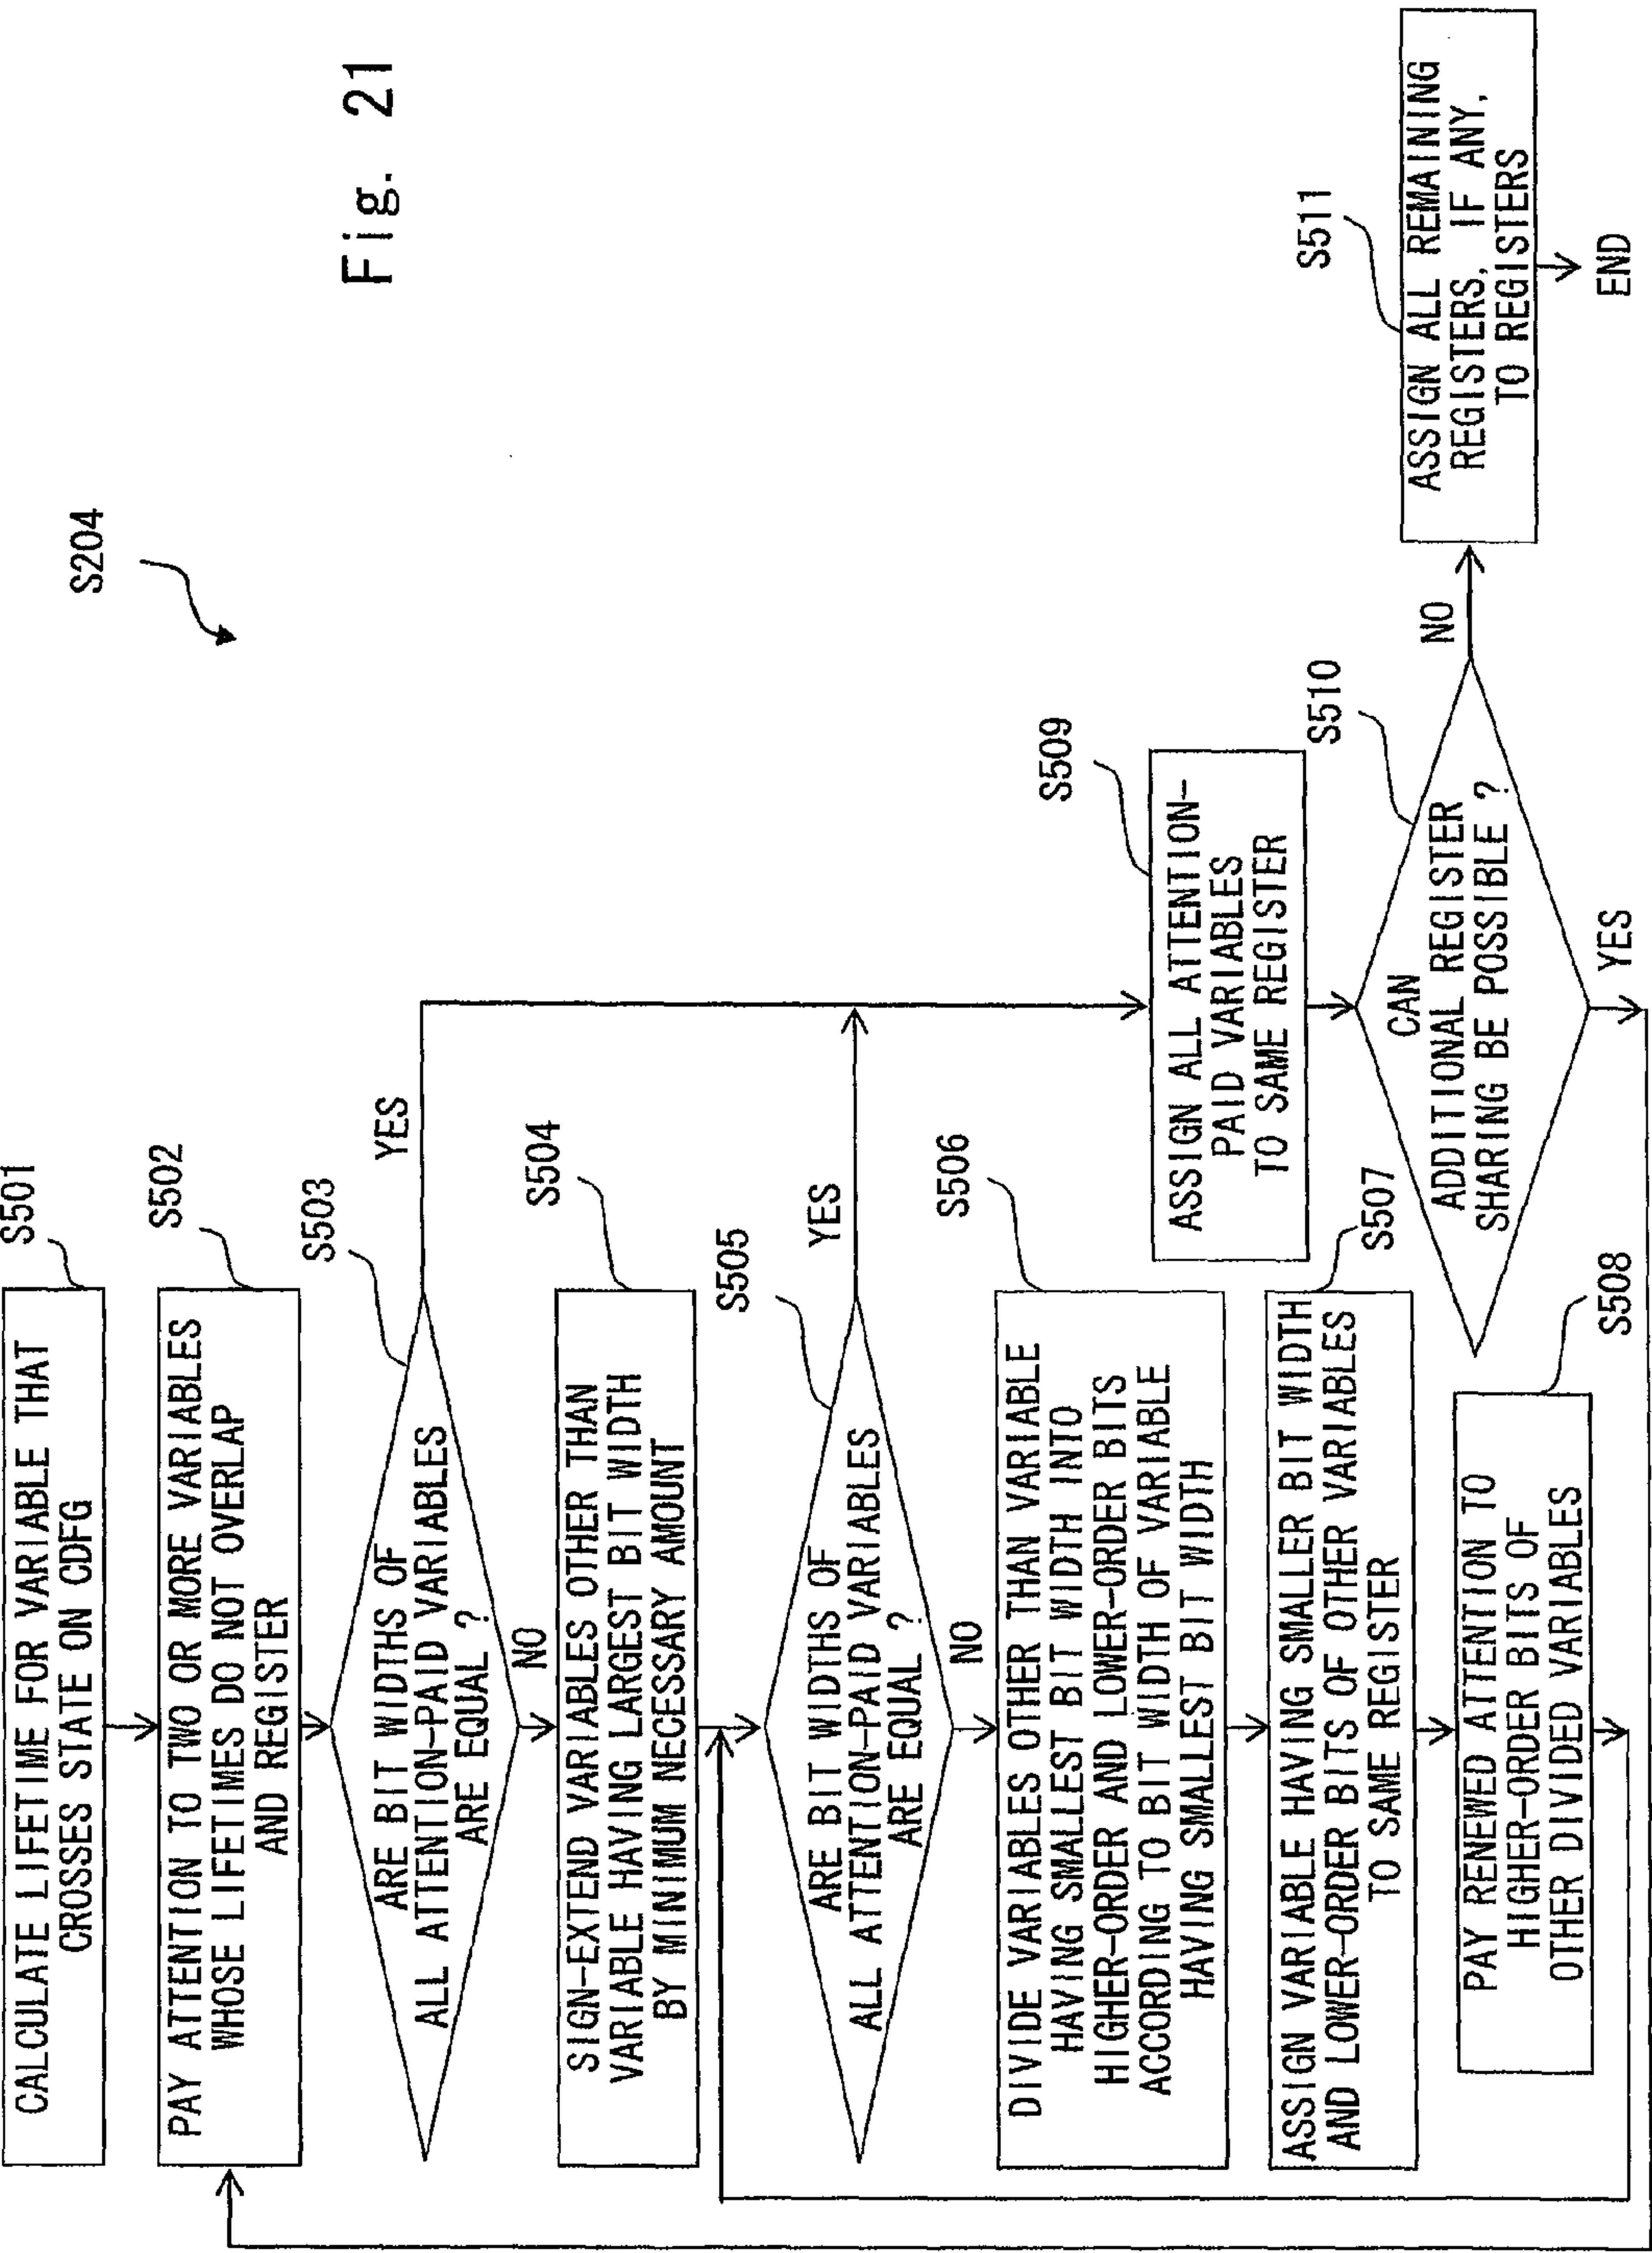 Fig. 21
S204
S501
CALCULATE LIFETIME FOR VARIABLE THAT
CROSSES STATE ON CDFG
S502
PAY ATTENTION TO TWO OR MORE VARIABLES
WHOSE LIFETIMES DO NOT OVERLAP
AND REGISTER
S503
ARE BIT WIDTHS OF
ALL ATTENTION-PAID VARIABLES
ARE EQUAL ?
YES
NO
S504
SIGN-EXTEND VARIABLES OTHER THAN
VARIABLE HAVING LARGEST BIT WIDTH
BY MINIMUM NECESSARY AMOUNT
S505
ARE BIT WIDTHS OF
ALL ATTENTION-PAID VARIABLES
ARE EQUAL ?
YES
NO
S506
DIVIDE VARIABLES OTHER THAN VARIABLE
HAVING SMALLEST BIT WIDTH INTO
HIGHER-ORDER AND LOWER-ORDER BITS
ACCORDING TO BIT WIDTH OF VARIABLE
HAVING SMALLEST BIT WIDTH
S507
ASSIGN VARIABLE HAVING SMALLER BIT WIDTH
AND LOWER-ORDER BITS OF OTHER VARIABLES
TO SAME REGISTER
S508
PAY RENEWED ATTENTION TO
HIGHER-ORDER BITS OF
OTHER DIVIDED VARIABLES
S509
ASSIGN ALL ATTENTION-
PAID VARIABLES
TO SAME REGISTER
S510
CAN
ADDITIONAL REGISTER
SHARING BE POSSIBLE ?
YES
NO
S511
ASSIGN ALL REMAINING
REGISTERS, IF ANY,
TO REGISTERS
END